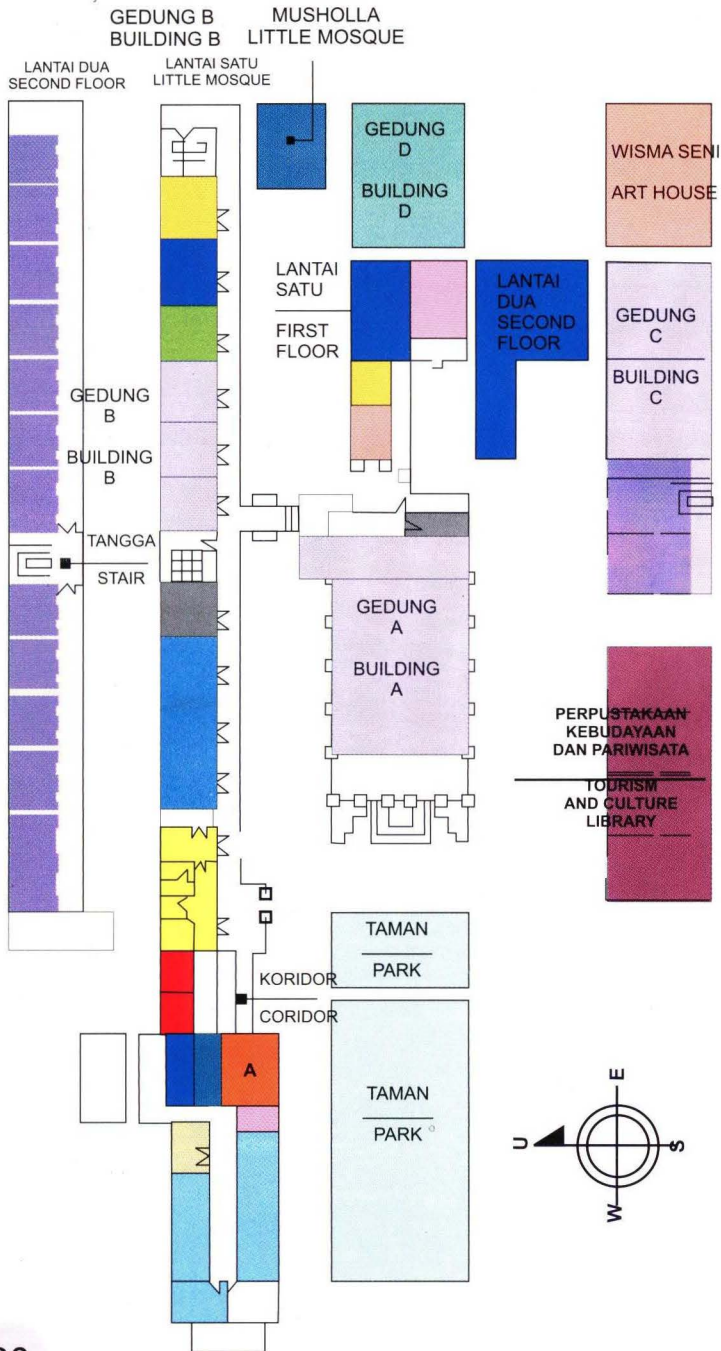 GEDUNG B
BUILDING B
MUSHOLLA
LITTLE MOSQUE
LANTAI DUA
SECOND FLOOR
LANTAI SATU
LITTLE MOSQUE
GEDUNG
D
BUILDING
D
WISMA SENI
ART HOUSE
LANTAI
SATU
FIRST
FLOOR
LANTAI
DUA
SECOND
FLOOR
GEDUNG
C
BUILDING
C
GEDUNG
B
BUILDING
B
TANGGA
STAIR
GEDUNG
A
BUILDING
A
PERPUSTAKAAN
KEBUDAYAAN
DAN PARIWISATA
TOURISM
AND CULTURE
LIBRARY
TAMAN
PARK
KORIDOR
CORIDOR
A
TAMAN
PARK
E
U
S
W